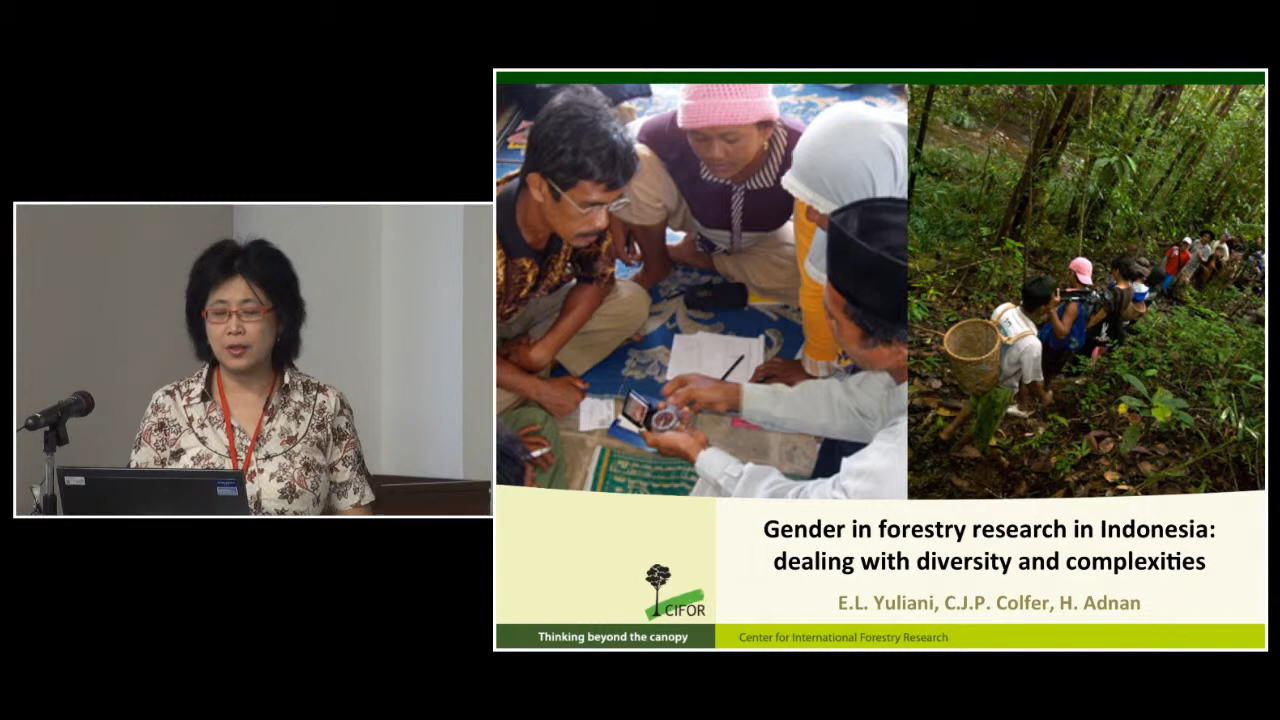 Gender in forestry research in Indonesia:
dealing with diversity and complexities
E.L. Yuliani, C.J.P. Colfer, H. Adnan
CIFOR
Thinking beyond the canopy
Center for International Forestry Research